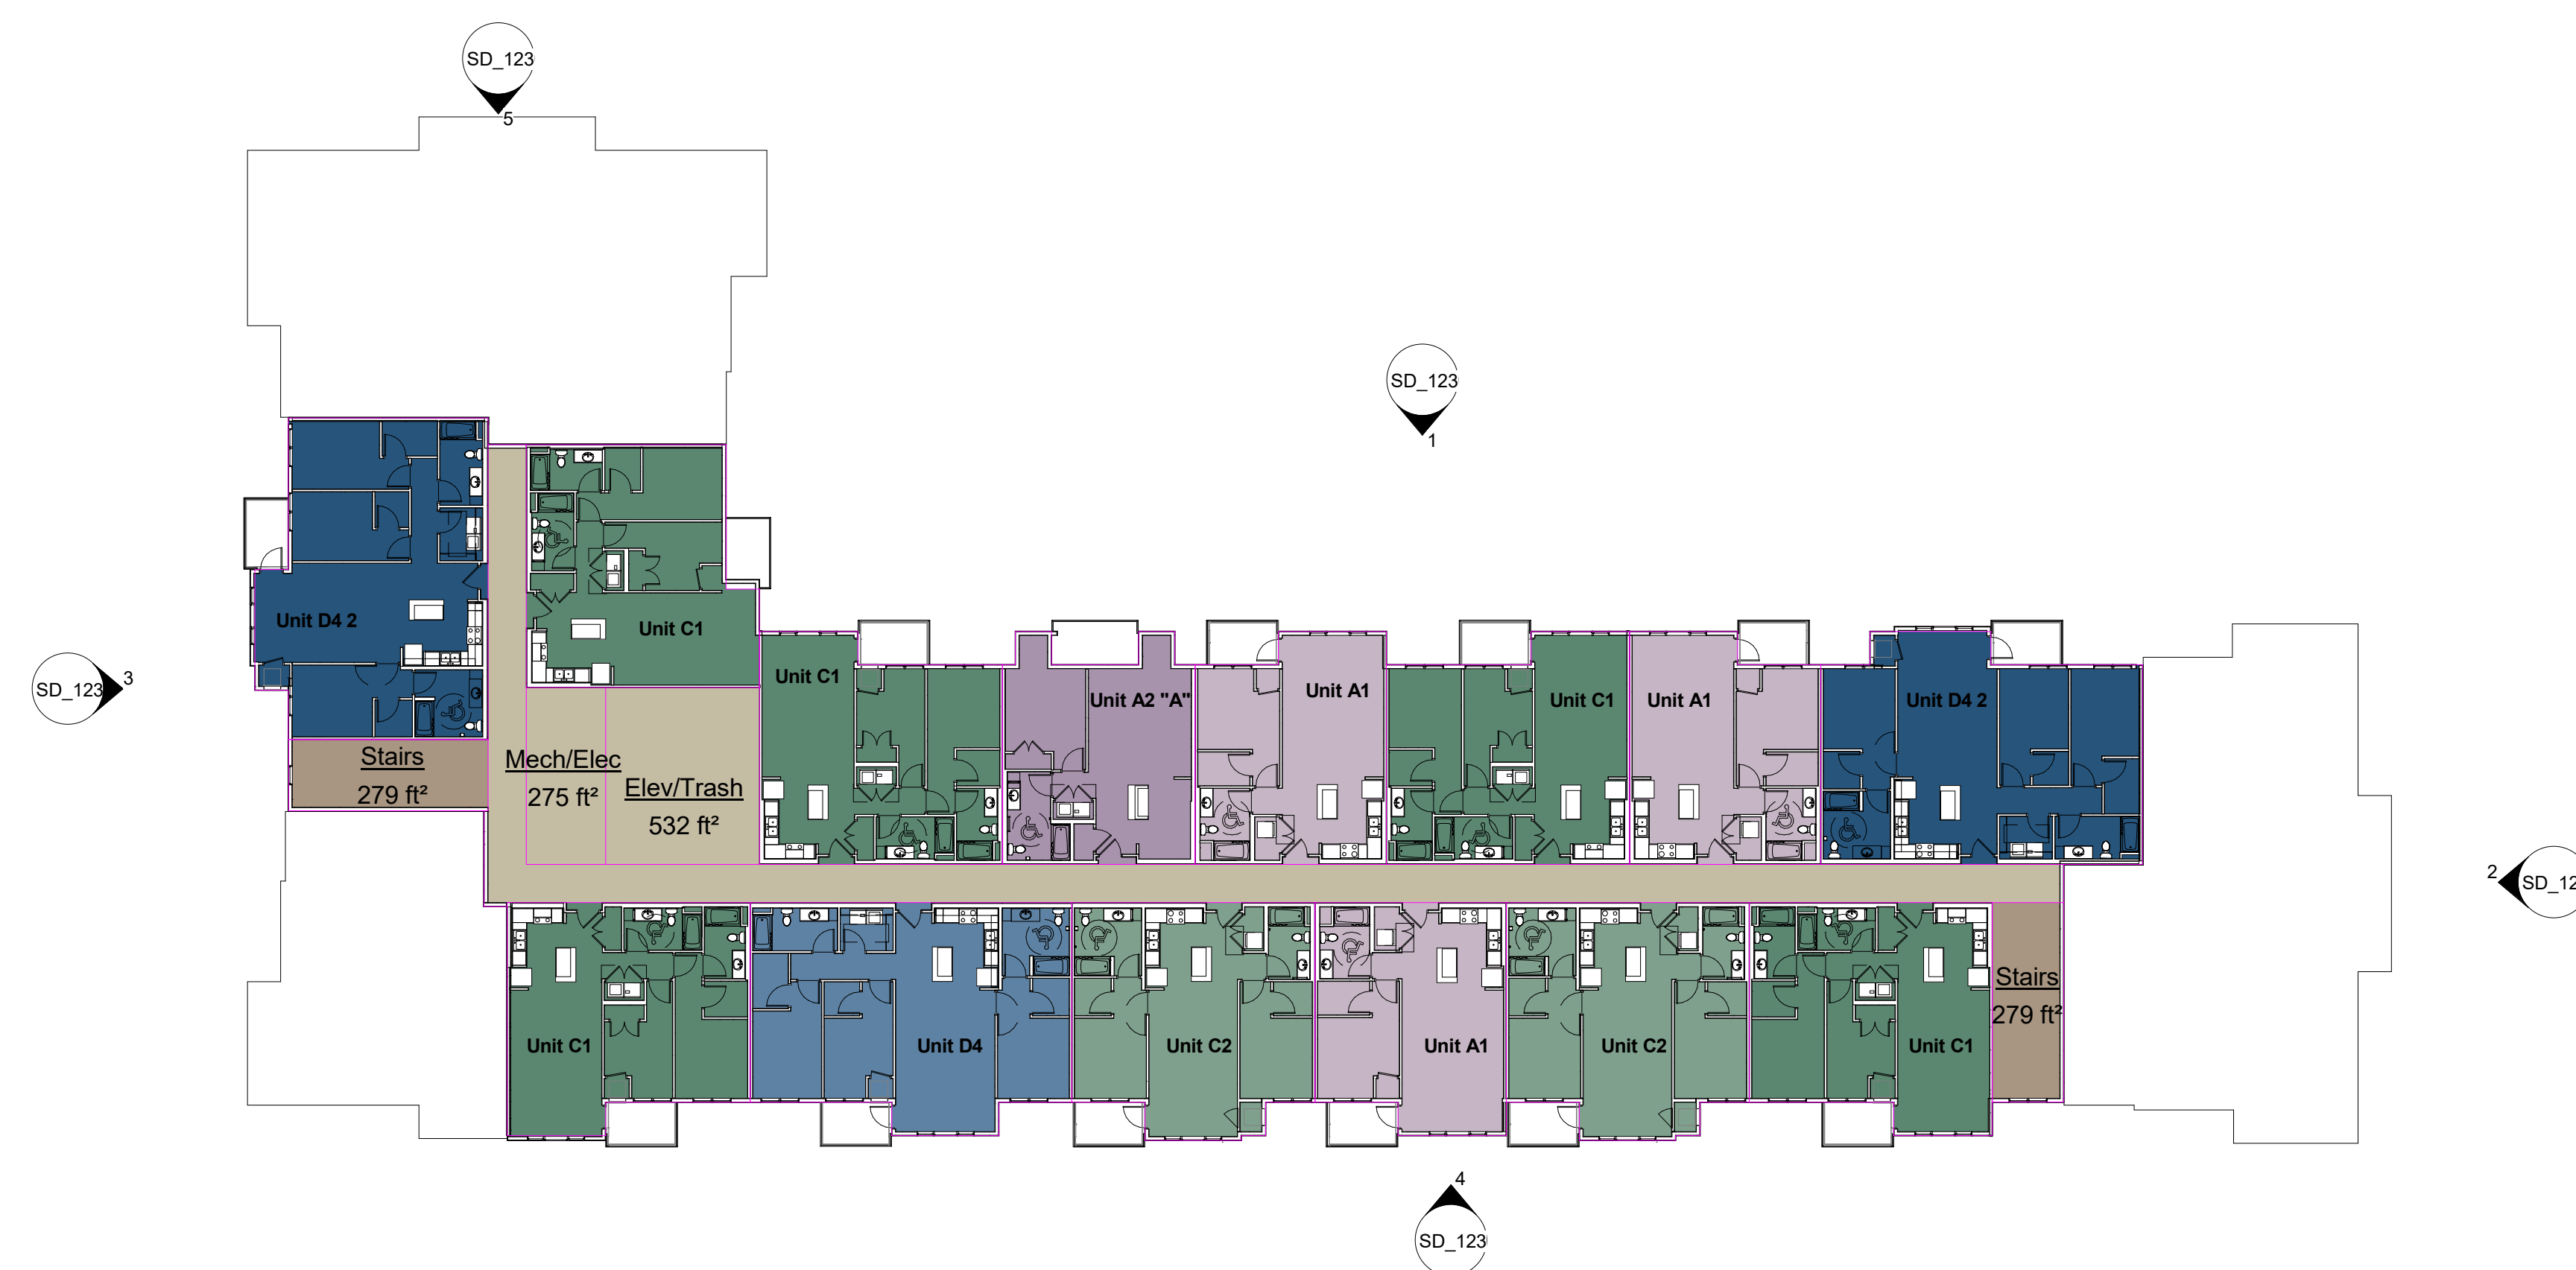 SD_123
5
SD_123
1
Unit D4 2
Unit C1
SD_123
3
Unit C1
Unit A2 "A"
Unit A1
Unit C1
Unit A1
Unit D4 2
Stairs
279 ft²
Mech/Elec
275 ft²
Elev/Trash
532 ft²
2
SD_12
Stairs
279 ft²
Unit C1
Unit D4
Unit C2
Unit A1
Unit C2
Unit C1
4
SD_123